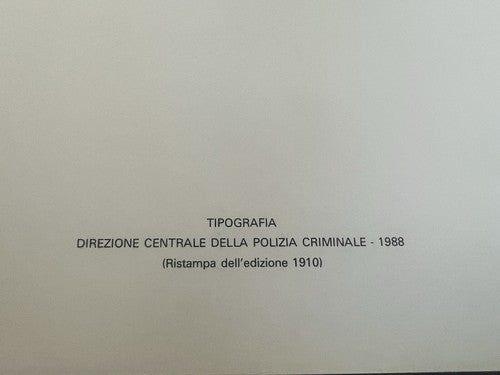 TIPOGRAFIA
DIREZIONE CENTRALE DELLA POLIZIA CRIMINALE - 1988
(Ristampa dell'edizione 1910)